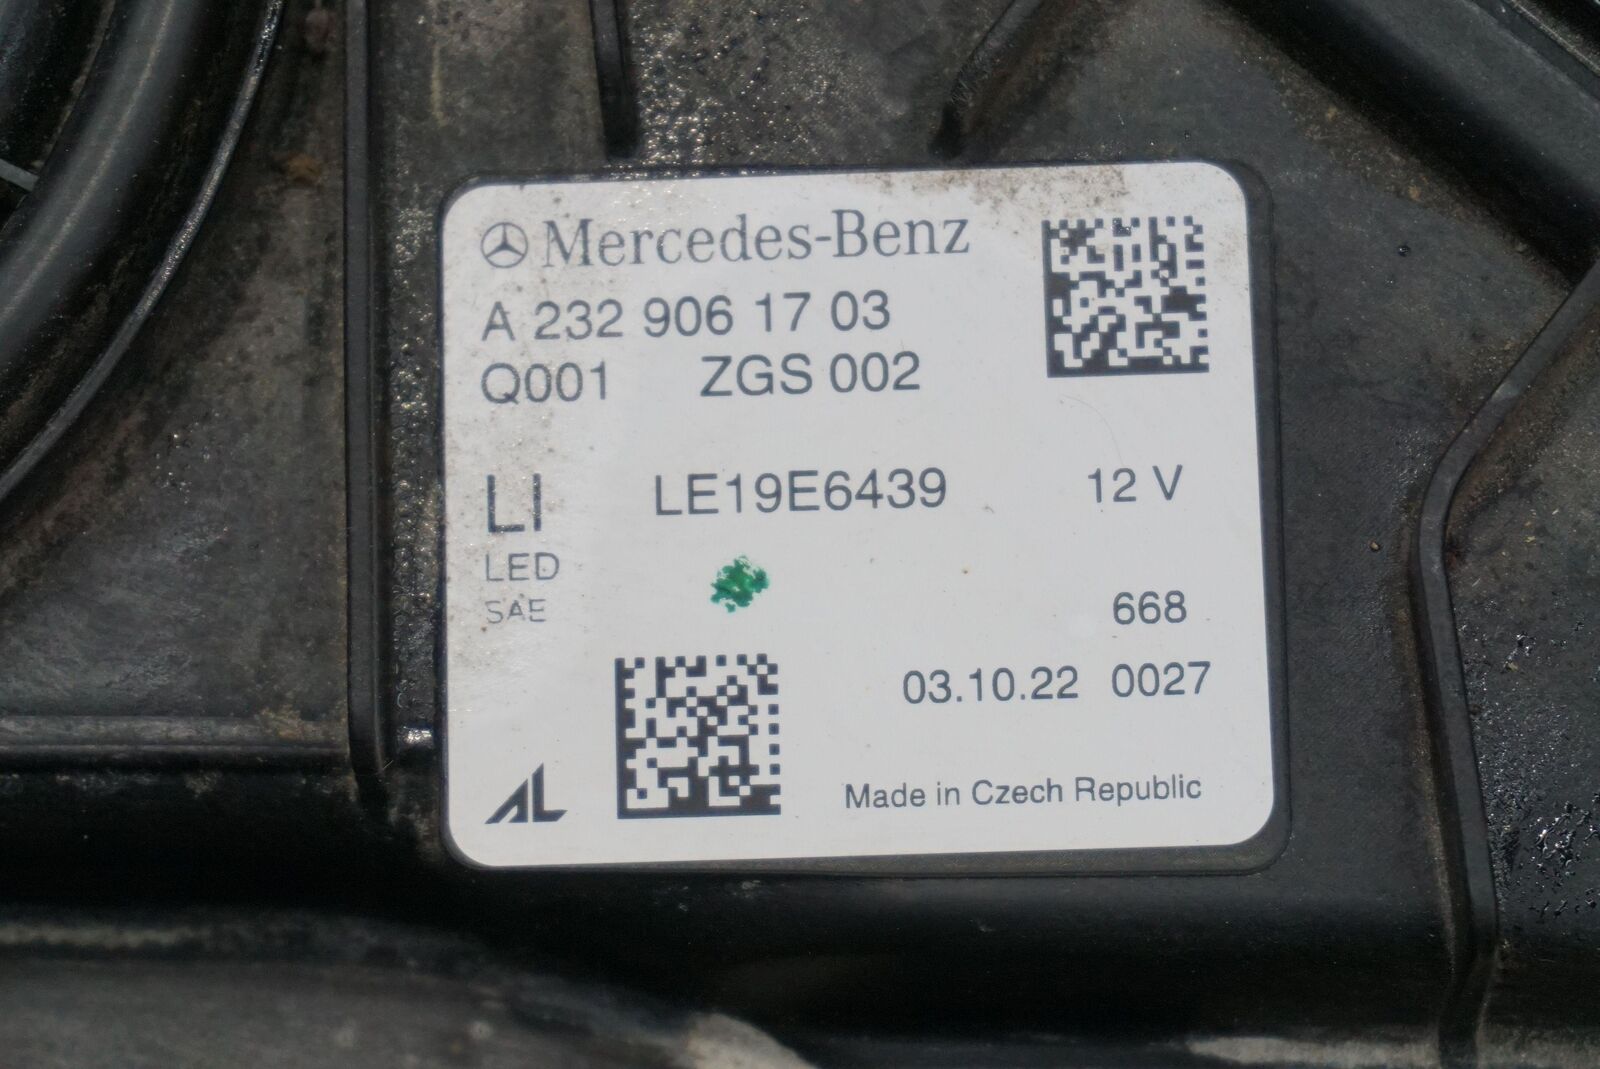 Mercedes-Benz
A 232 906 17 03
Q001 ZGS 002
LI LE19E6439 12 V
LED
SAE
668
03.10.22 0027
AL
Made in Czech Republic